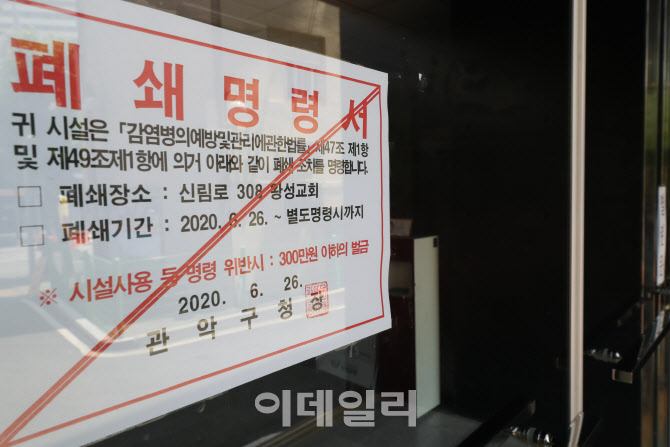 폐쇄명령서
귀 시설은 「감염병의예방및관리에관한법률」 제47조 제1항
및 제49조제1항에 의거 아래와 같이 폐쇄 조치를 명령합니다.
□ 폐쇄장소 : 신림로 308 왕성교회
□ 폐쇄기간 : 2020. 6. 26. ~ 별도명령시까지
※ 시설사용 등 명령 위반시 : 300만원 이하의 벌금
2020. 6. 26.
관악구청장
이데일리